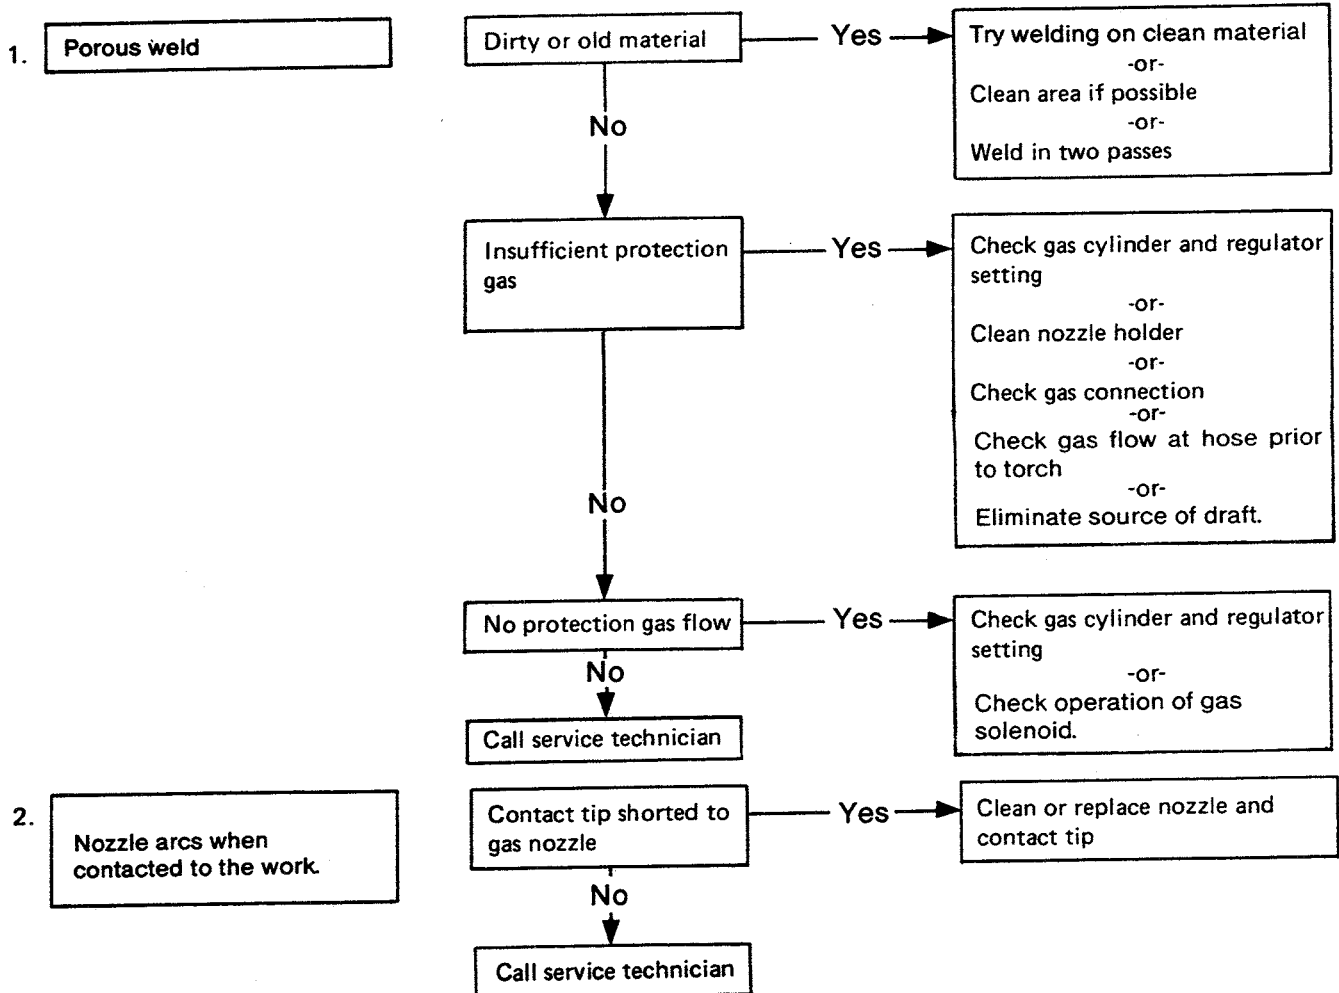 1.
Porous weld
Dirty or old material
Yes
Try welding on clean material
-or-
Clean area if possible
-or-
Weld in two passes
No
Insufficient protection
gas
Yes
Check gas cylinder and regulator
setting
-or-
Clean nozzle holder
-or-
Check gas connection
-or-
Check gas flow at hose prior
to torch
-or-
Eliminate source of draft.
No
No protection gas flow
Yes
Check gas cylinder and regulator
setting
-or-
Check operation of gas
solenoid.
No
Call service technician
2.
Nozzle arcs when
contacted to the work.
Contact tip shorted to
gas nozzle
Yes
Clean or replace nozzle and
contact tip
No
Call service technician